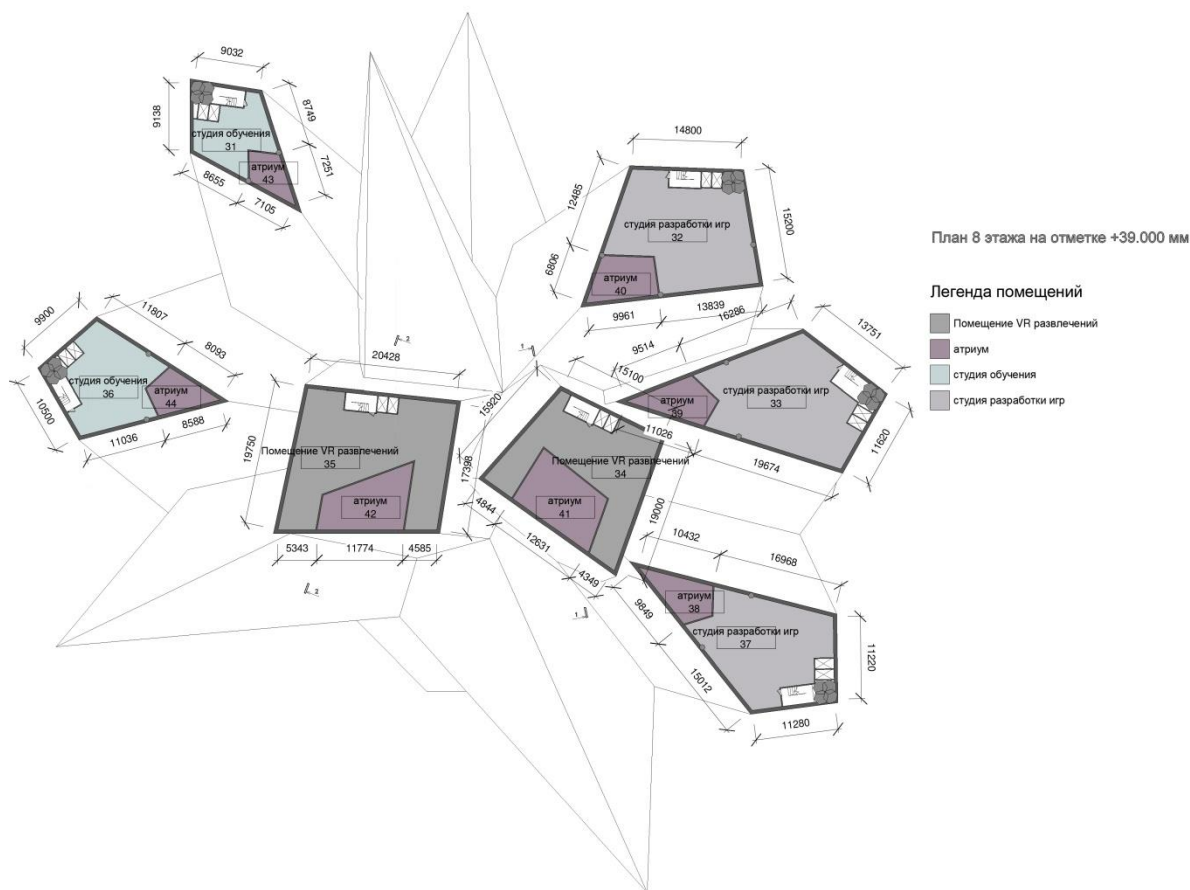 9032
9138
8749
7251
студия обучения
31
атриум
43
8655
7105
14800
12485
15200
студия разработки игр
32
6806
атриум
40
9961
13839
16286
План 8 этажа на отметке +39.000 мм
Легенда помещений
Помещение VR развлечений
атриум
студия обучения
студия разработки игр
9900
11807
8093
студия обучения
36
атриум
44
10500
11036
8588
20428
15920
19750
17398
Помещение VR развлечений
35
атриум
42
5343
11774
4585
1
9514
15100
13751
студия разработки игр
33
атриум
39
11026
11620
19674
Помещение VR развлечений
34
атриум
41
4844
12631
4349
19000
1
10432
16968
атриум
38
студия разработки игр
37
9849
15012
11220
11280